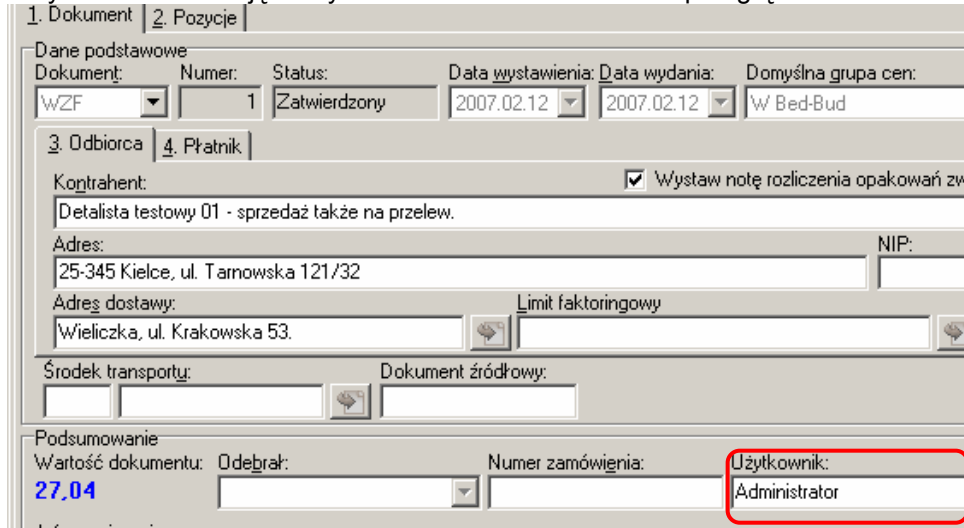 1. Dokument 2. Pozycje
Dane podstawowe
Dokument: Numer: Status: Data wystawienia: Data wydania: Domyślna grupa cen:
WZF 1 Zatwierdzony 2007.02.12 2007.02.12 W Bed-Bud
3. Odbiorca 4. Płatnik
Kontrahent: Wystaw notę rozliczenia opakowań zw
Detalista testowy 01 - sprzedaż także na przelew.
Adres: NIP:
25-345 Kielce, ul. Tarnowska 121/32
Adres dostawy: Limit faktoringowy
Wieliczka, ul. Krakowska 53.
Środek transportu: Dokument źródłowy:
Podsumowanie
Wartość dokumentu: Odebrał: Numer zamówienia: Użytkownik:
27,04 Administrator